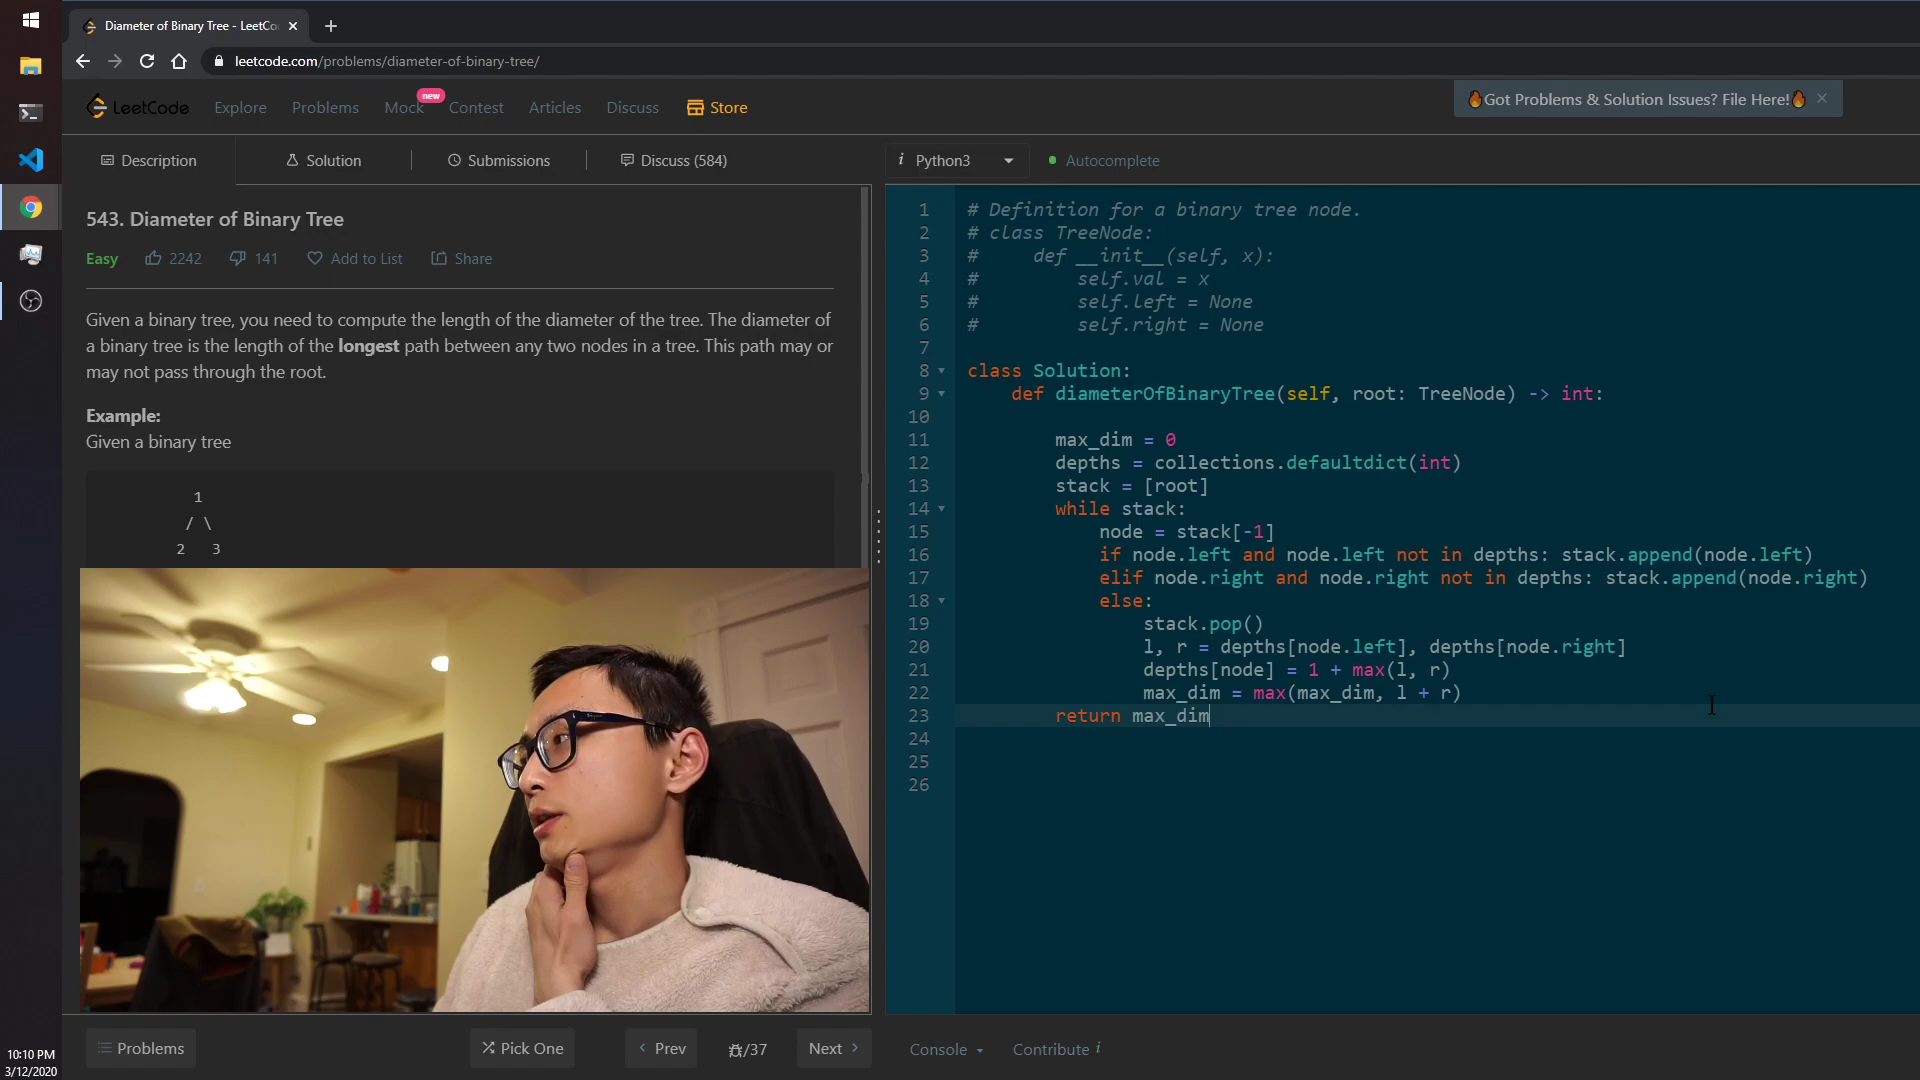 Diameter of Binary Tree - LeetCo
leetcode.com/problems/diameter-of-binary-tree/
LeetCode
Explore
Problems
Mock
new
Contest
Articles
Discuss
Store
🔥Got Problems & Solution Issues? File Here!🔥
Description
Solution
Submissions
Discuss (584)
i Python3
Autocomplete
543. Diameter of Binary Tree
Easy
2242
141
Add to List
Share
Given a binary tree, you need to compute the length of the diameter of the tree. The diameter of
a binary tree is the length of the longest path between any two nodes in a tree. This path may or
may not pass through the root.
Example:
Given a binary tree
1
/ \
2 3
1 # Definition for a binary tree node.
2 # class TreeNode:
3 #     def __init__(self, x):
4 #         self.val = x
5 #         self.left = None
6 #         self.right = None
7
8 class Solution:
9     def diameterOfBinaryTree(self, root: TreeNode) -> int:
10
11         max_dim = 0
12         depths = collections.defaultdict(int)
13         stack = [root]
14         while stack:
15             node = stack[-1]
16             if node.left and node.left not in depths: stack.append(node.left)
17             elif node.right and node.right not in depths: stack.append(node.right)
18             else:
19                 stack.pop()
20                 l, r = depths[node.left], depths[node.right]
21                 depths[node] = 1 + max(l, r)
22                 max_dim = max(max_dim, l + r)
23         return max_dim
24
25
26
Problems
Pick One
Prev
/37
Next
Console
Contribute i
10:10 PM
3/12/2020